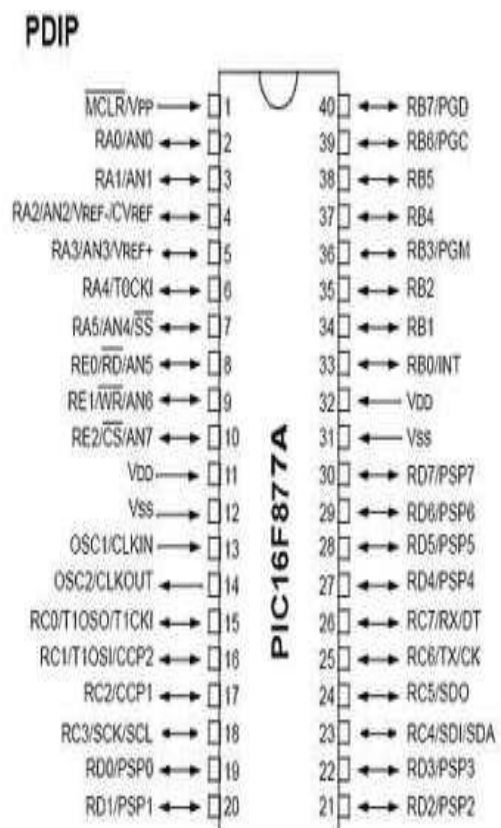 PDIP
MCLR/VPP 1 40 RB7/PGD
RA0/AN0 2 39 RB6/PGC
RA1/AN1 3 38 RB5
RA2/AN2/VREF-/CVREF 4 37 RB4
RA3/AN3/VREF+ 5 36 RB3/PGM
RA4/T0CKI 6 35 RB2
RA5/AN4/SS 7 34 RB1
RE0/RD/AN5 8 33 RB0/INT
RE1/WR/AN6 9 32 VDD
RE2/CS/AN7 10 31 VSS
VDD 11 30 RD7/PSP7
VSS 12 29 RD6/PSP6
OSC1/CLKIN 13 28 RD5/PSP5
OSC2/CLKOUT 14 27 RD4/PSP4
RC0/T1OSO/T1CKI 15 26 RC7/RX/DT
RC1/T1OSI/CCP2 16 25 RC6/TX/CK
RC2/CCP1 17 24 RC5/SDO
RC3/SCK/SCL 18 23 RC4/SDI/SDA
RD0/PSP0 19 22 RD3/PSP3
RD1/PSP1 20 21 RD2/PSP2
PIC16F877A